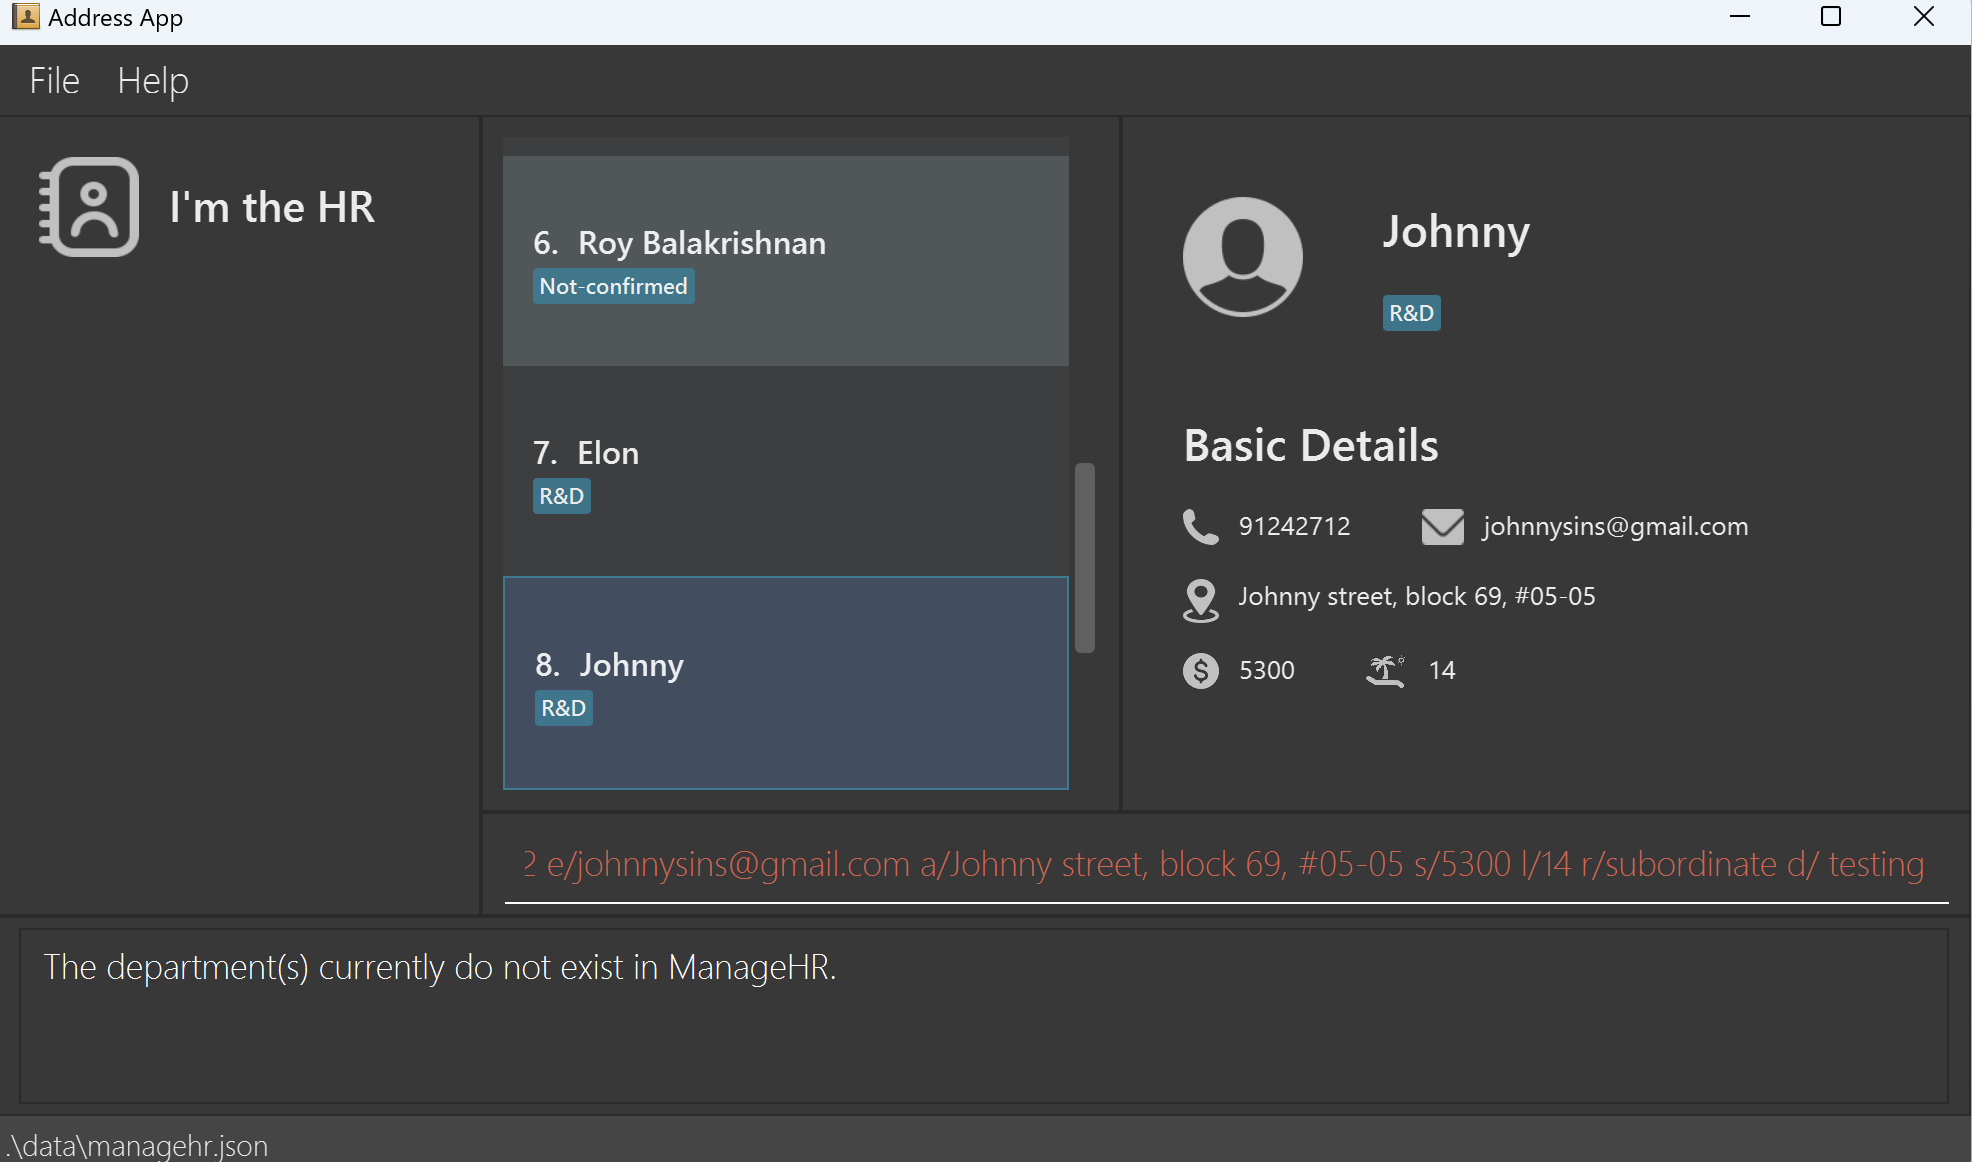 Address App
File Help
I'm the HR
6. Roy Balakrishnan
Not-confirmed
7. Elon
R&D
8. Johnny
R&D
Johnny
R&D
Basic Details
91242712 johnnysins@gmail.com
Johnny street, block 69, #05-05
5300 14
2 e/johnnysins@gmail.com a/Johnny street, block 69, #05-05 s/5300 l/14 r/subordinate d/ testing
The department(s) currently do not exist in ManageHR.
.\data\managehr.json